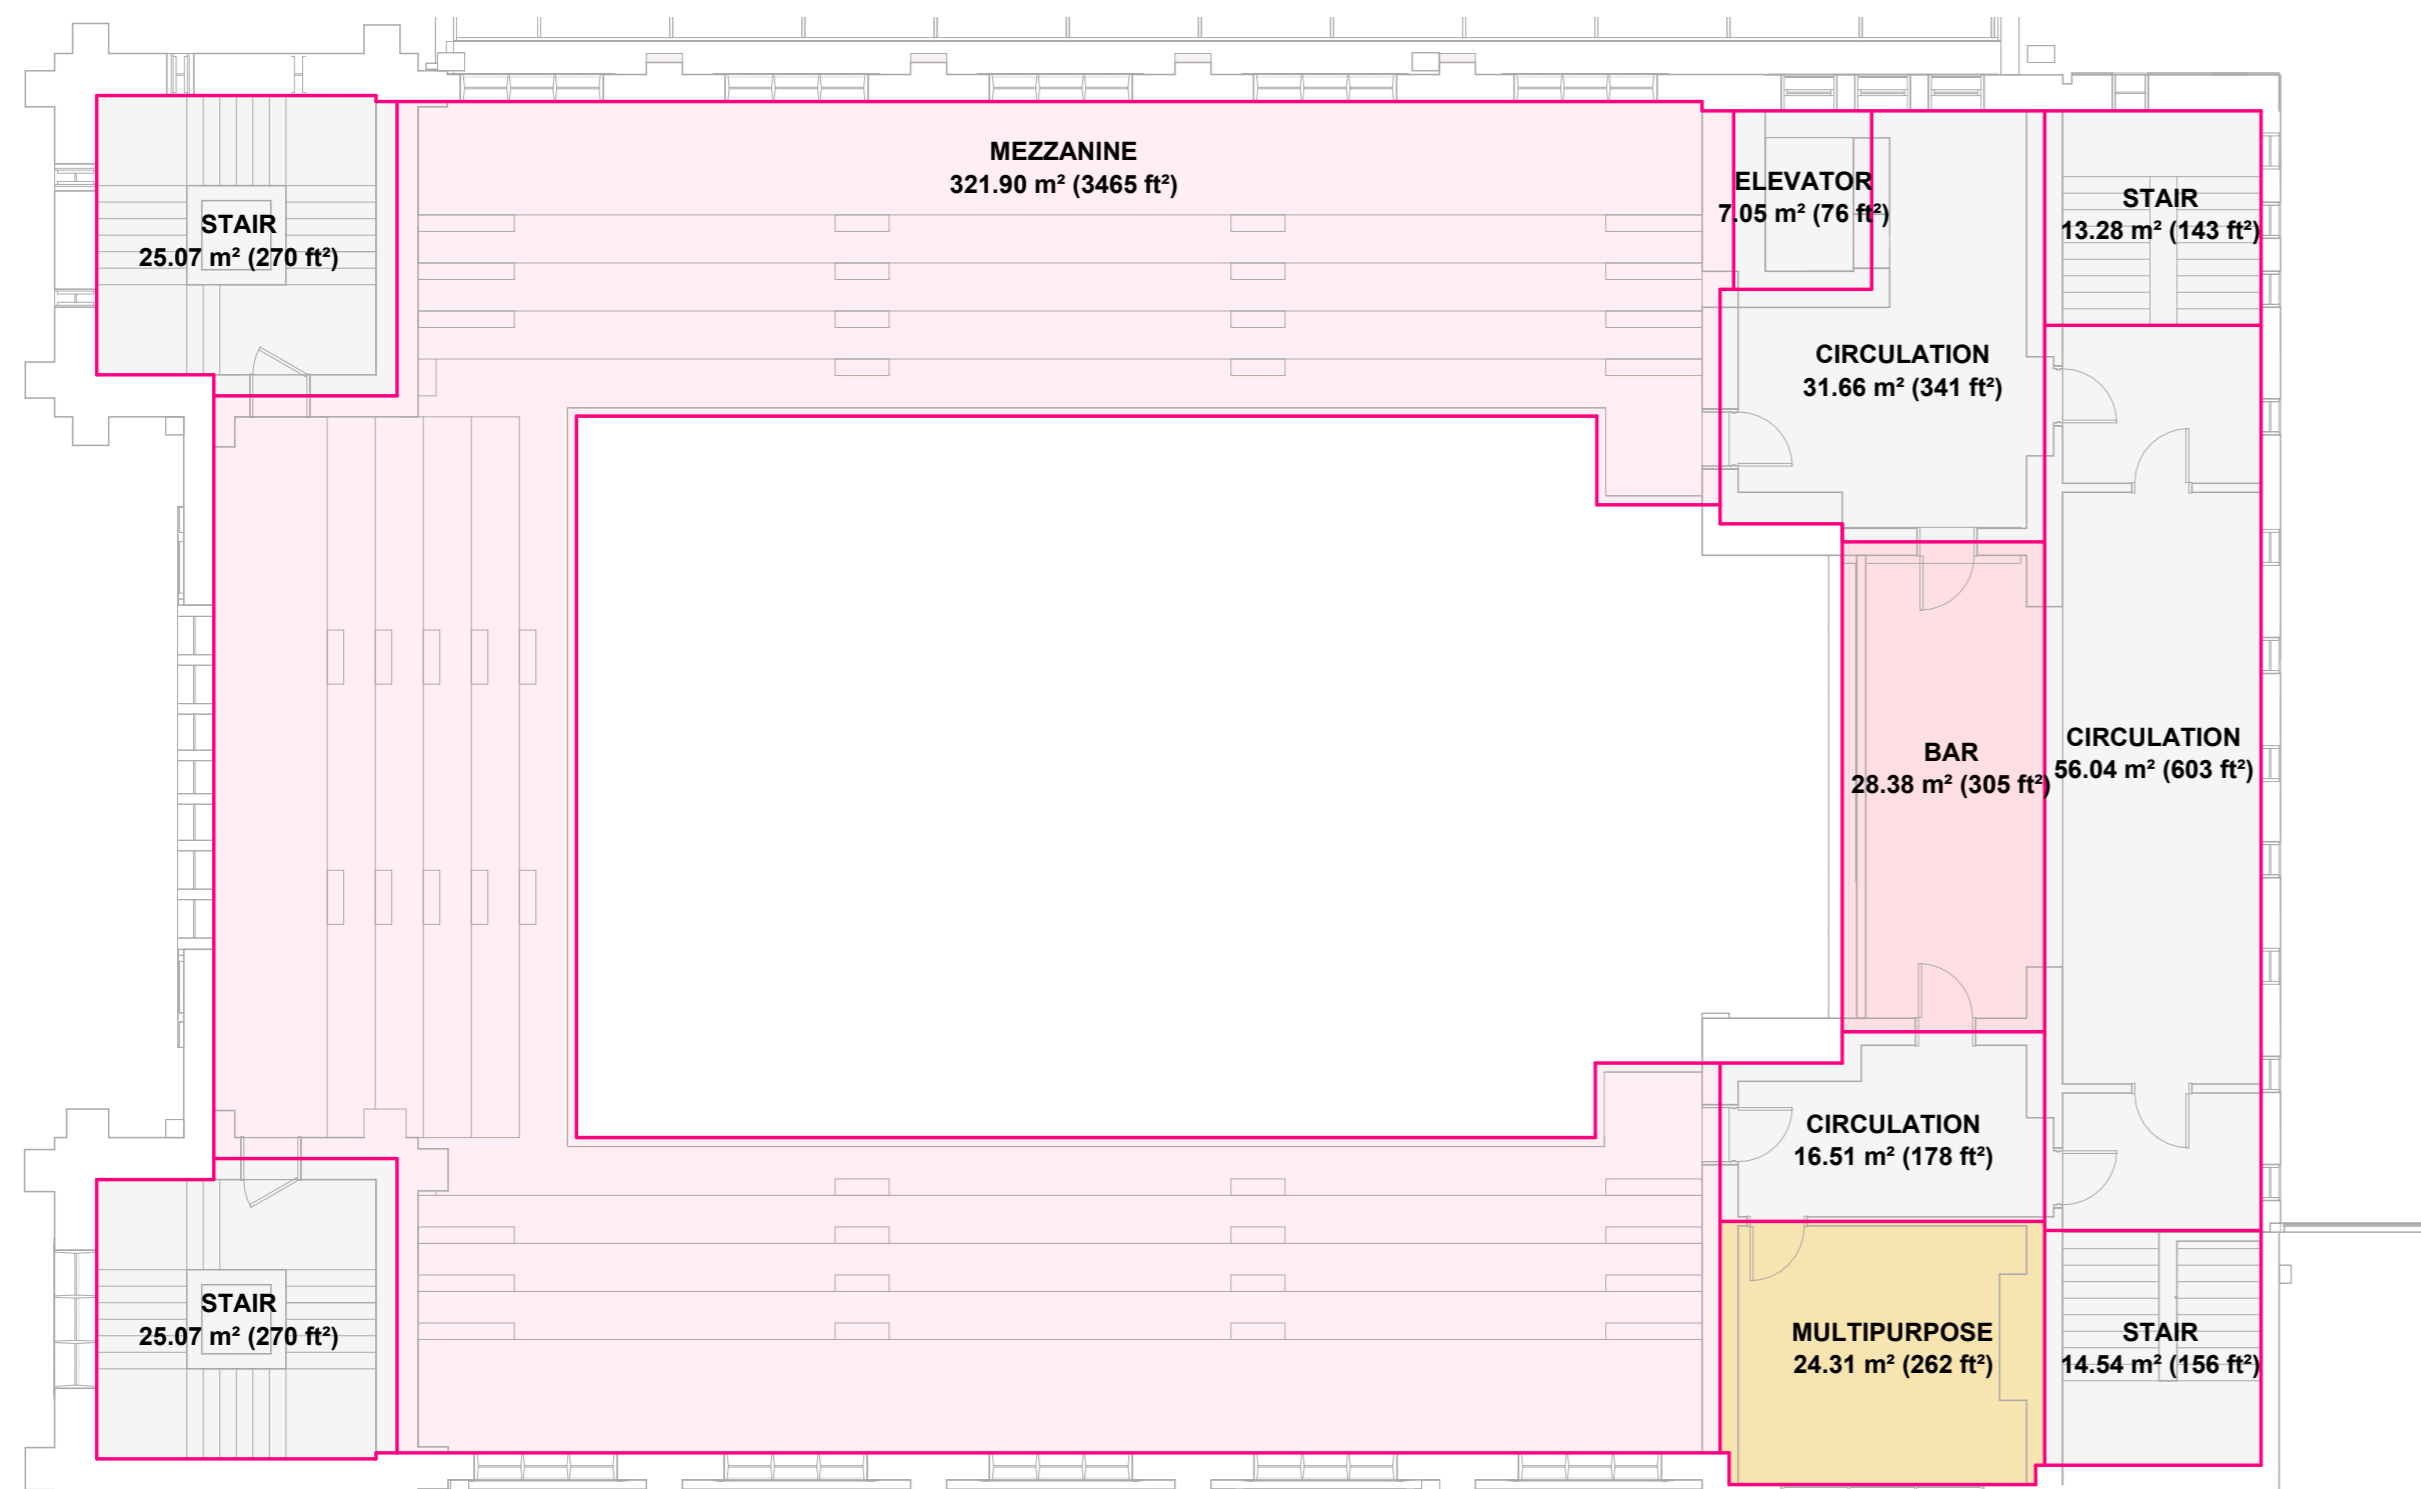 MEZZANINE
321.90 m² (3465 ft²)
ELEVATOR
7.05 m² (76 ft²)
STAIR
13.28 m² (143 ft²)
STAIR
25.07 m² (270 ft²)
CIRCULATION
31.66 m² (341 ft²)
BAR
28.38 m² (305 ft²)
CIRCULATION
56.04 m² (603 ft²)
CIRCULATION
16.51 m² (178 ft²)
STAIR
25.07 m² (270 ft²)
MULTIPURPOSE
24.31 m² (262 ft²)
STAIR
14.54 m² (156 ft²)